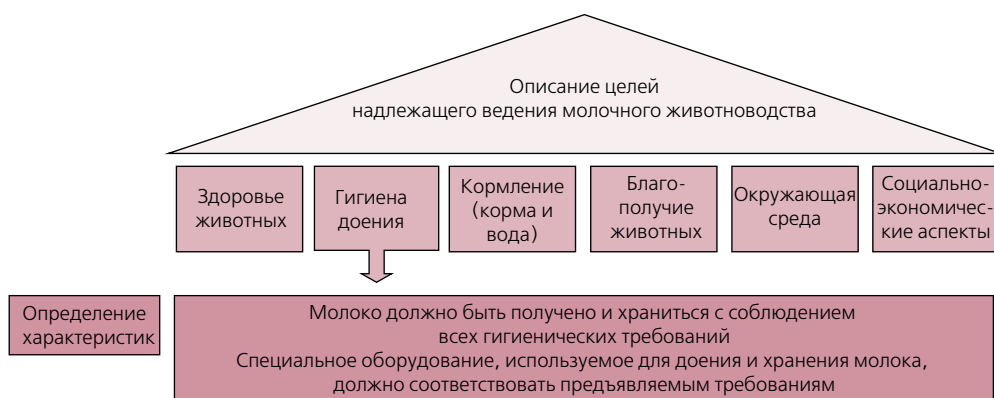 Описание целей
надлежащего ведения молочного животноводства
Здоровье
животных
Гигиена
доения
Кормление
(корма и
вода)
Благо-
получие
животных
Окружающая
среда
Социально-
экономичес-
кие аспекты
Определение
характеристик
Молоко должно быть получено и храниться с соблюдением
всех гигиенических требований
Специальное оборудование, используемое для доения и хранения молока,
должно соответствовать предъявляемым требованиям